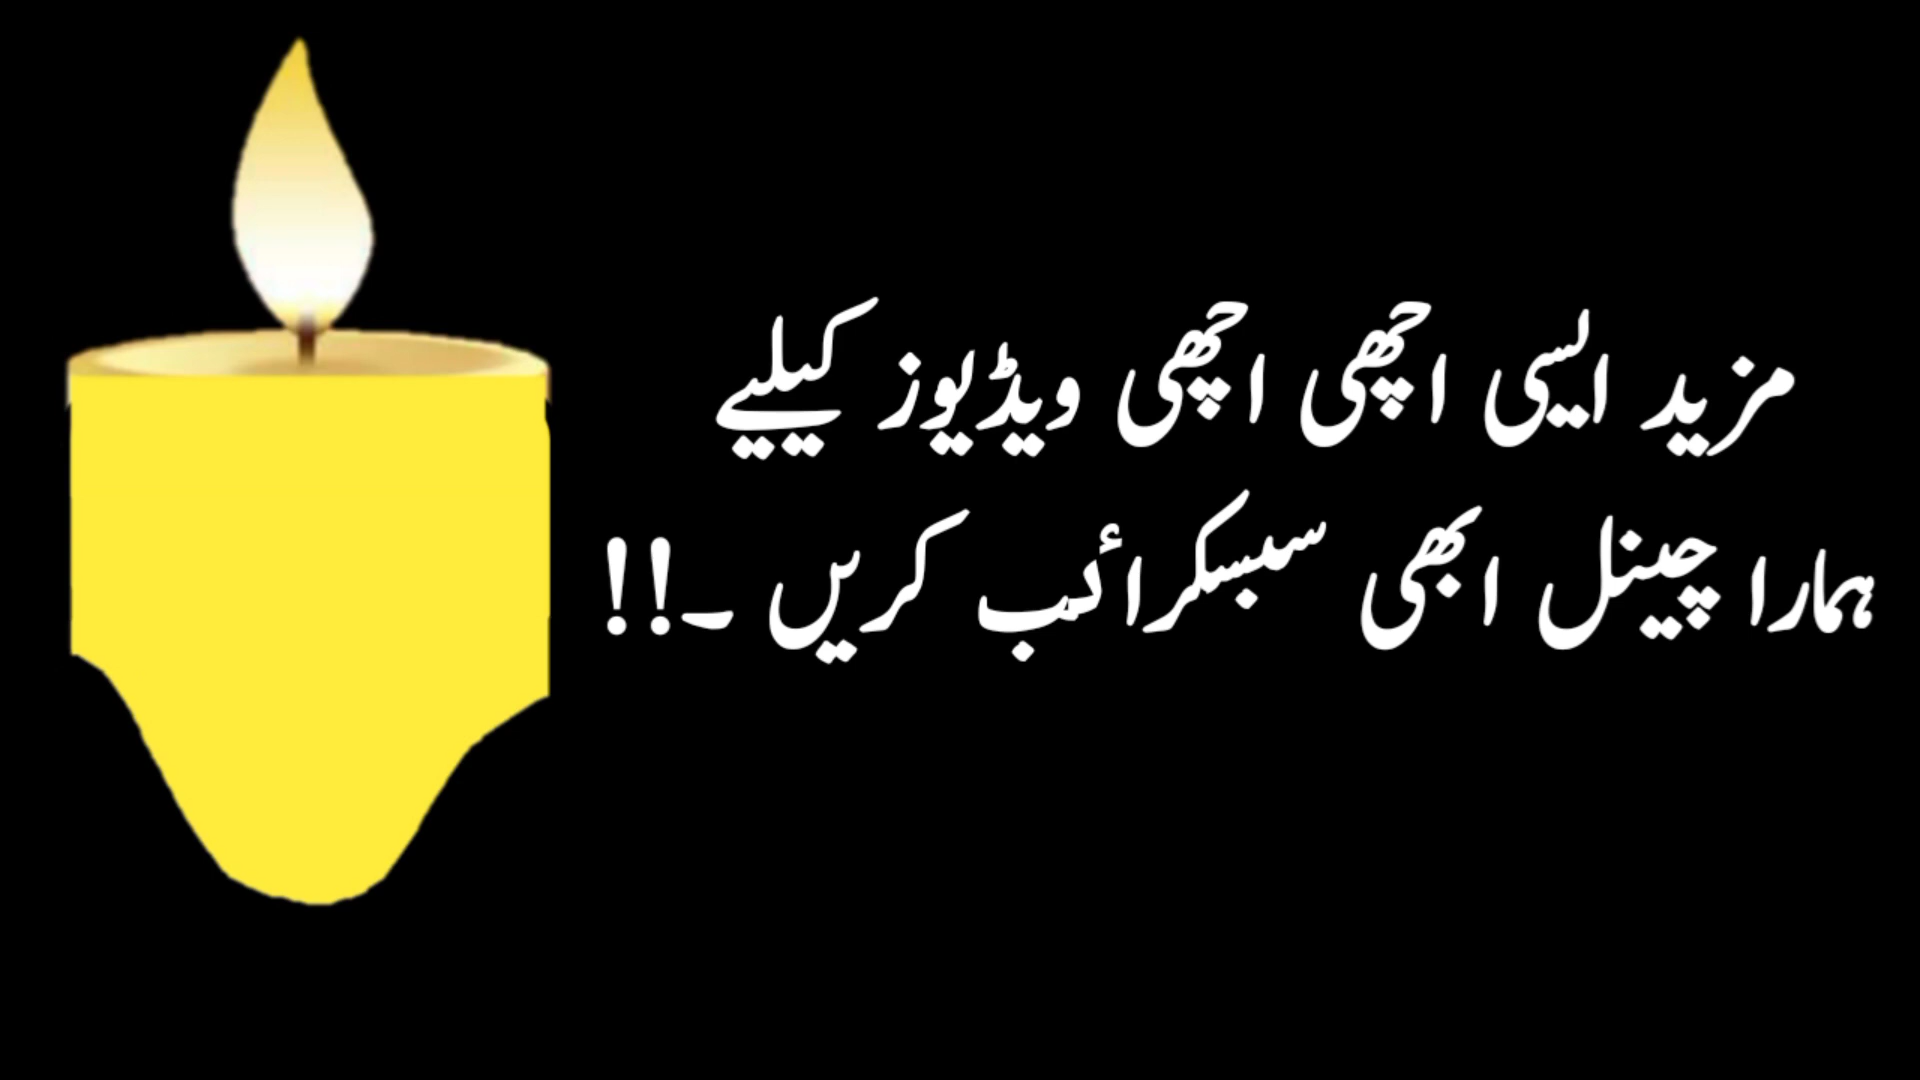 مزید ایسی اچھی اچھی ویڈیوز کیلیے
ہمارا چینل ابھی سبسکرائب کریں ۔!!